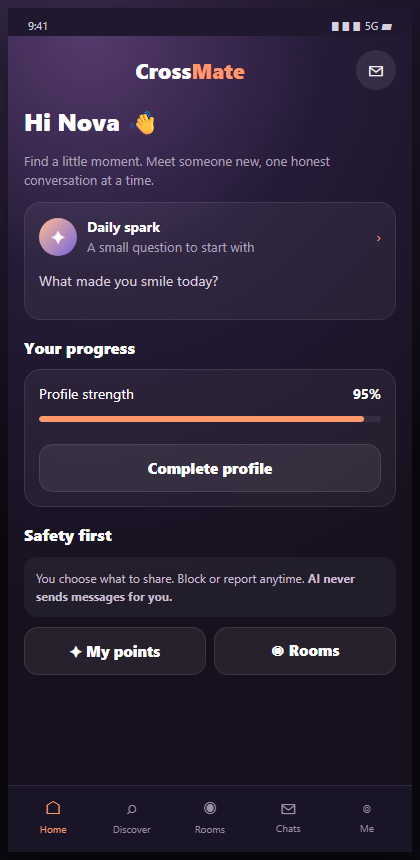 9:41
5G
CrossMate
Hi Nova 👋
Find a little moment. Meet someone new, one honest
conversation at a time.
Daily spark
A small question to start with
What made you smile today?
Your progress
Profile strength 95%
Complete profile
Safety first
You choose what to share. Block or report anytime. AI never
sends messages for you.
✦ My points
◉ Rooms
Home
Discover
Rooms
Chats
Me